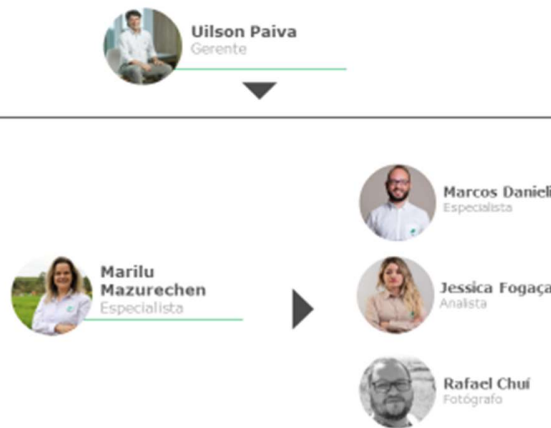 Uilson Paiva
Gerente
Marcos Danieli
Especialista
Marilu
Mazurechen
Especialista
Jessica Fogaça
Analista
Rafael Chuí
Fotógrafo